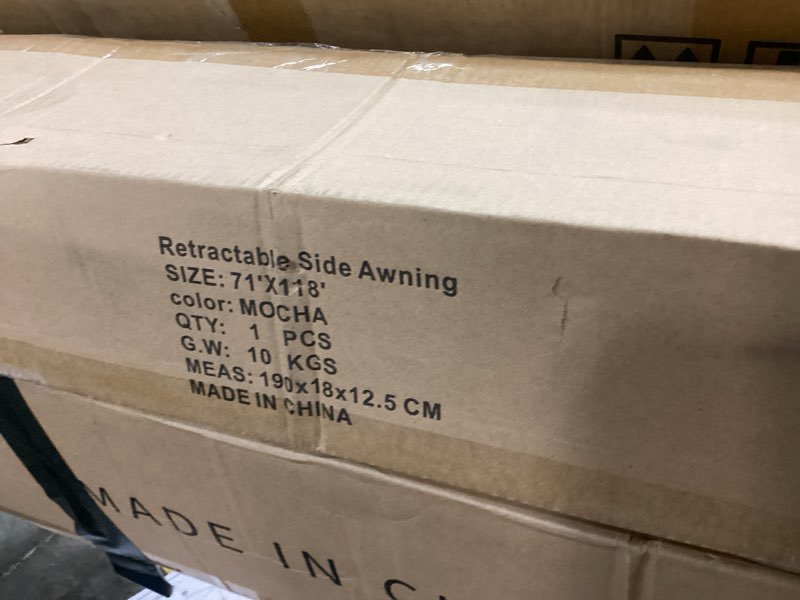 Retractable Side Awning
SIZE: 71'X118'
color: MOCHA
QTY: 1 PCS
G.W: 10 KGS
MEAS: 190x18x12.5 CM
MADE IN CHINA
MADE IN